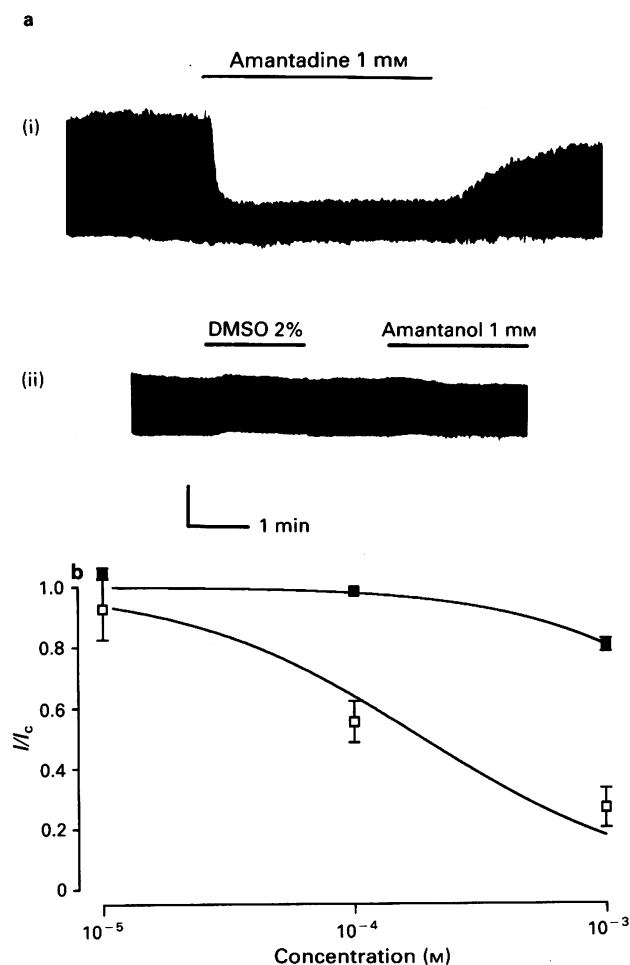 a
Amantadine 1 mM
(i)
DMSO 2% Amantanol 1 mM
(ii)
1 min
b
1.0
0.8
0.6
0.4
0.2
0
I/Ic
10⁻⁵ 10⁻⁴ 10⁻³
Concentration (M)